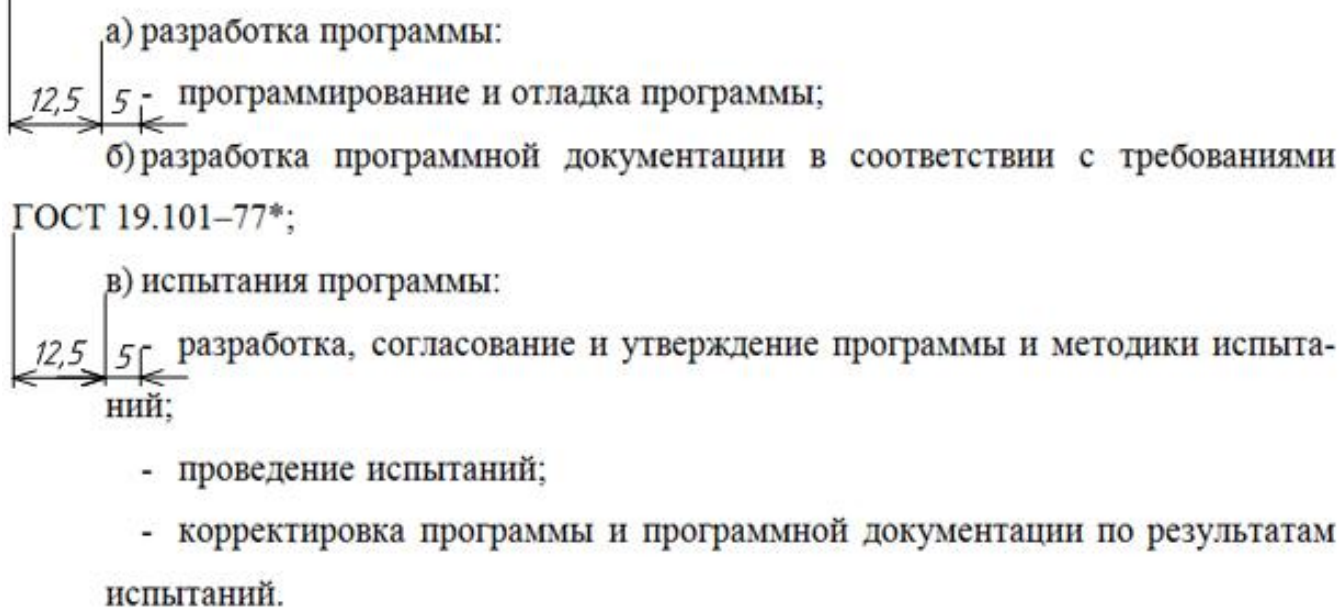 а) разработка программы:
12,5 5 - программирование и отладка программы;
б) разработка программной документации в соответствии с требованиями
ГОСТ 19.101–77*;
в) испытания программы:
12,5 5 - разработка, согласование и утверждение программы и методики испыта-
ний;
- проведение испытаний;
- корректировка программы и программной документации по результатам
испытаний.